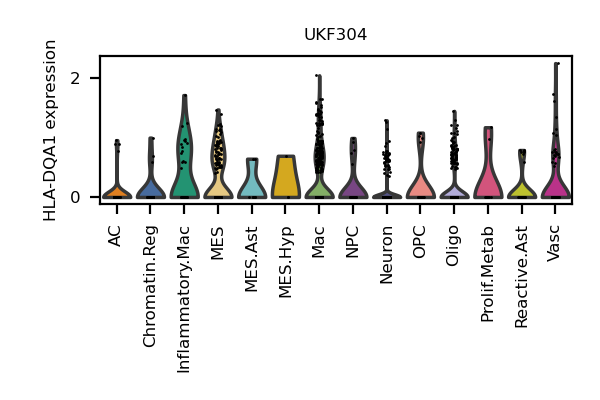 UKF304
HLA-DQA1 expression
2
0
AC
Chromatin.Reg
Inflammatory.Mac
MES
MES.Ast
MES.Hyp
Mac
NPC
Neuron
OPC
Oligo
Prolif.Metab
Reactive.Ast
Vasc